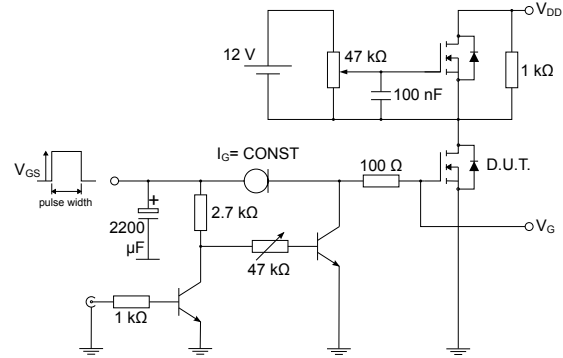 V_DD
12 V
47 kΩ
1 kΩ
100 nF
I_G= CONST
V_GS
100 Ω
D.U.T.
pulse width
+
2200
μF
2.7 kΩ
V_G
47 kΩ
1 kΩ